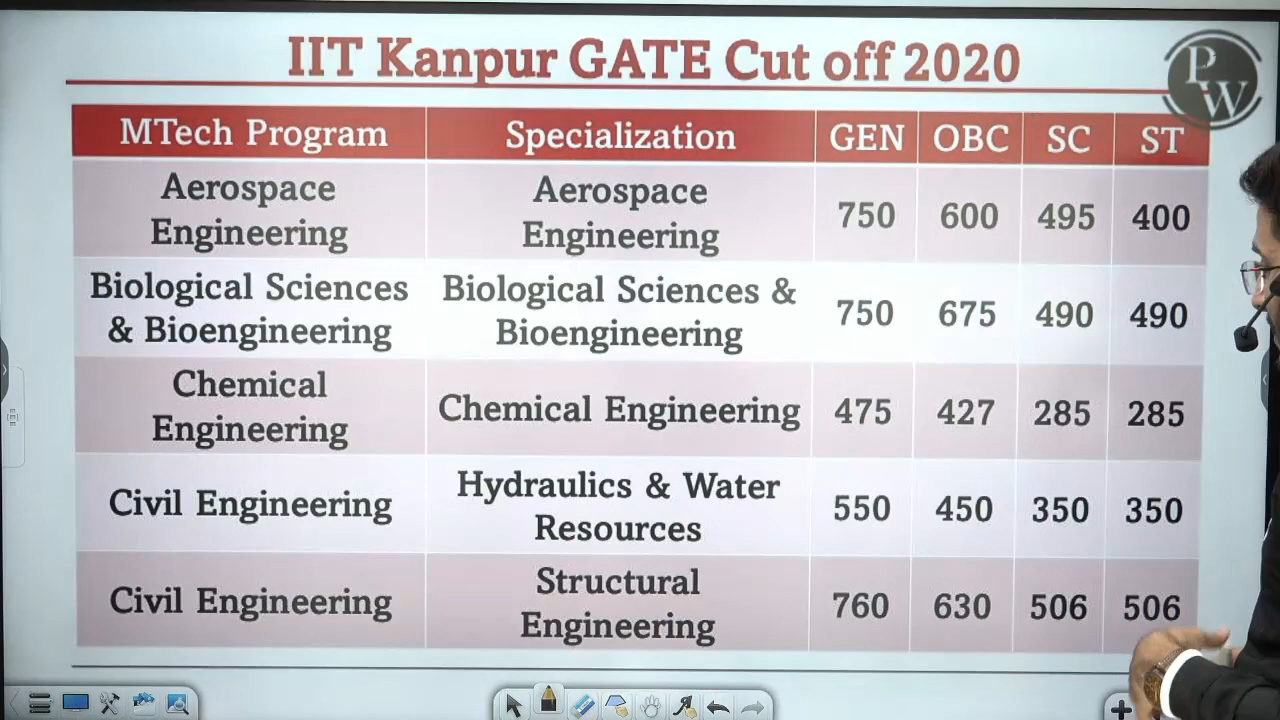 IIT Kanpur GATE Cut off 2020
PW
MTech Program Specialization GEN OBC SC ST
Aerospace Engineering Aerospace Engineering 750 600 495 400
Biological Sciences & Bioengineering Biological Sciences & Bioengineering 750 675 490 490
Chemical Engineering Chemical Engineering 475 427 285 285
Civil Engineering Hydraulics & Water Resources 550 450 350 350
Civil Engineering Structural Engineering 760 630 506 506